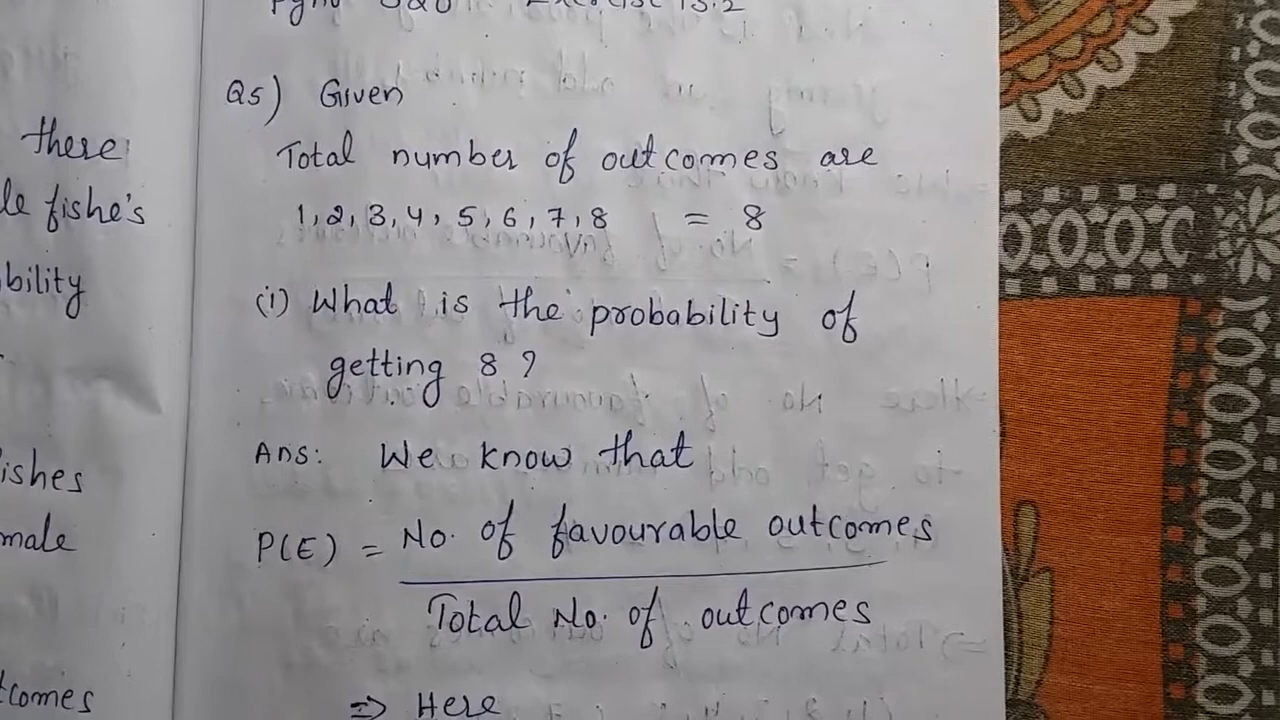 there
le fishe's
bility
ishes
male
comes
Q5) Given
Total number of outcomes are
1, 2, 3, 4, 5, 6, 7, 8 = 8
(i) What is the probability of
getting 8 ?
Ans: We know that
P(E) = No. of favourable outcomes
Total No. of outcomes
⇒ Here